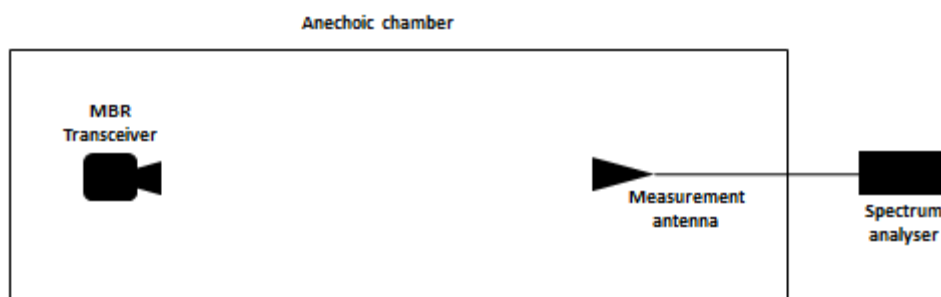 Anechoic chamber
MBR
Transceiver
Measurement
antenna
Spectrum
analyser